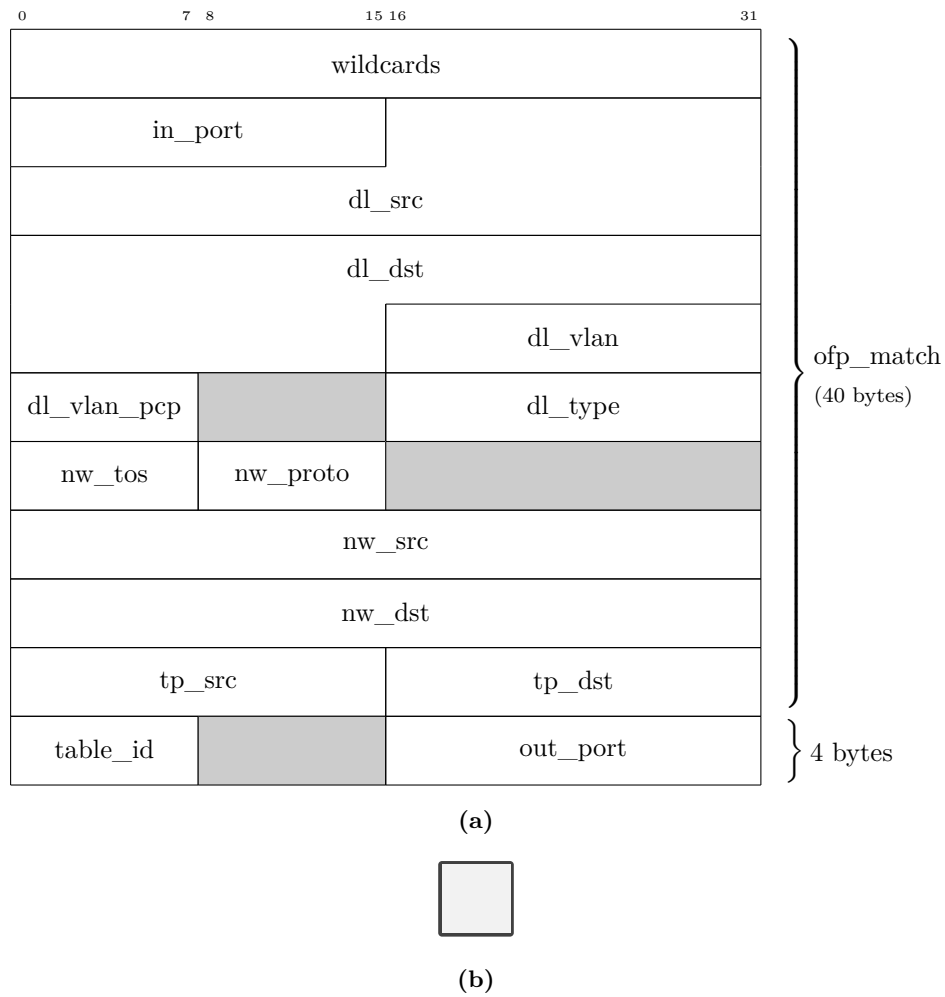 0 7 8 15 16 31
wildcards
in_port
dl_src
dl_dst
dl_vlan
dl_vlan_pcp dl_type
nw_tos nw_proto
nw_src
nw_dst
tp_src tp_dst
table_id out_port
ofp_match
(40 bytes)
4 bytes
(a)
(b)